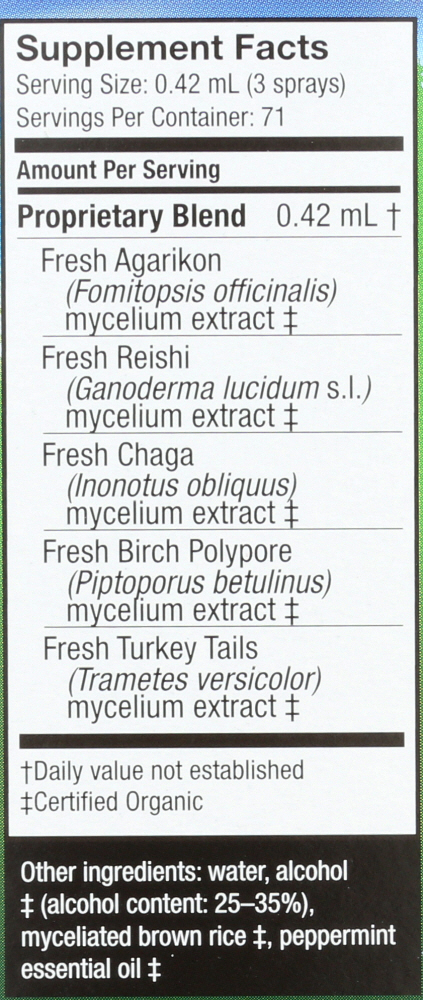 Supplement Facts
Serving Size: 0.42 mL (3 sprays)
Servings Per Container: 71
Amount Per Serving
Proprietary Blend 0.42 mL †
Fresh Agarikon
(Fomitopsis officinalis)
mycelium extract ‡
Fresh Reishi
(Ganoderma lucidum s.l.)
mycelium extract ‡
Fresh Chaga
(Inonotus obliquus)
mycelium extract ‡
Fresh Birch Polypore
(Piptoporus betulinus)
mycelium extract ‡
Fresh Turkey Tails
(Trametes versicolor)
mycelium extract ‡
†Daily value not established
‡Certified Organic
Other ingredients: water, alcohol
‡ (alcohol content: 25–35%),
myceliated brown rice ‡, peppermint
essential oil ‡